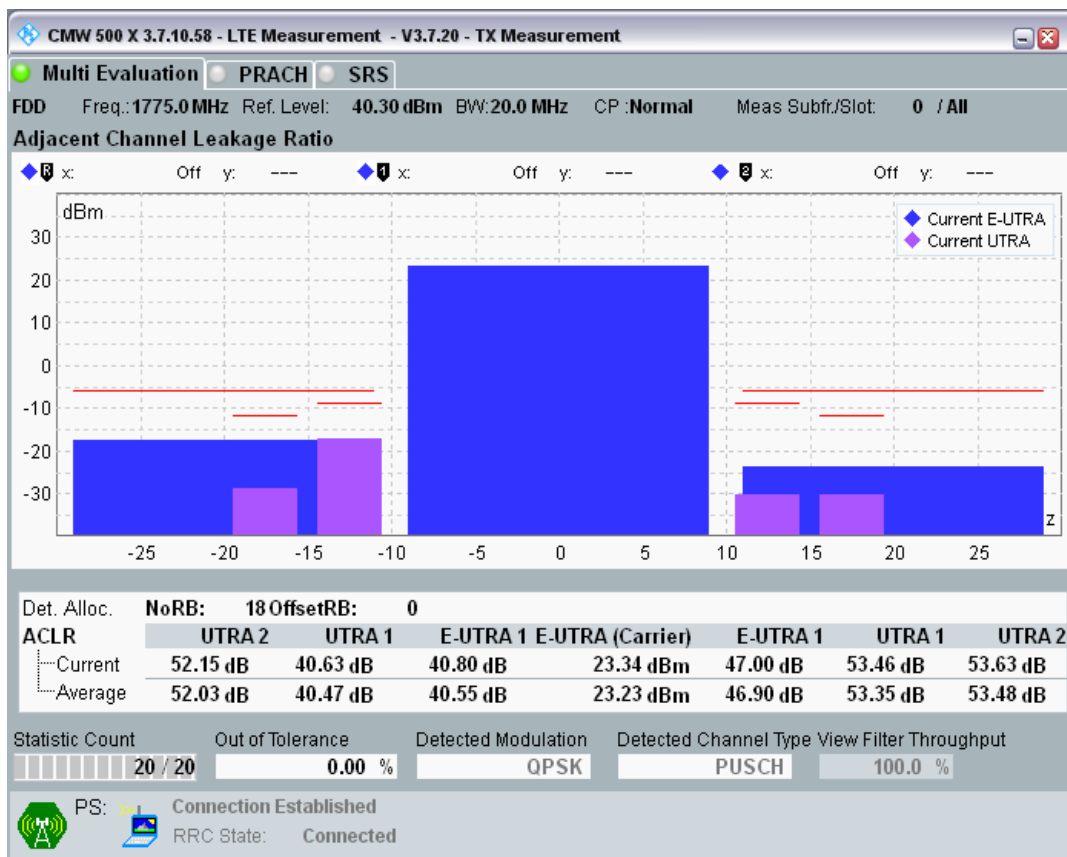 CMW 500 X 3.7.10.58 - LTE Measurement - V3.7.20 - TX Measurement
Multi Evaluation PRACH SRS
FDD Freq.:1775.0 MHz Ref. Level: 40.30 dBm BW:20.0 MHz CP :Normal Meas Subfr./Slot: 0 / All
Adjacent Channel Leakage Ratio
R x: Off y: --- 1 x: Off y: --- 2 x: Off y: ---
dBm
Current E-UTRA
Current UTRA
30
20
10
0
-10
-20
-30
z
-25 -20 -15 -10 -5 0 5 10 15 20 25
Det. Alloc. NoRB: 18 OffsetRB: 0
ACLR UTRA 2 UTRA 1 E-UTRA 1 E-UTRA (Carrier) E-UTRA 1 UTRA 1 UTRA 2
Current 52.15 dB 40.63 dB 40.80 dB 23.34 dBm 47.00 dB 53.46 dB 53.63 dB
Average 52.03 dB 40.47 dB 40.55 dB 23.23 dBm 46.90 dB 53.35 dB 53.48 dB
Statistic Count Out of Tolerance Detected Modulation Detected Channel Type View Filter Throughput
20 / 20 0.00 % QPSK PUSCH 100.0 %
PS: Connection Established
RRC State: Connected